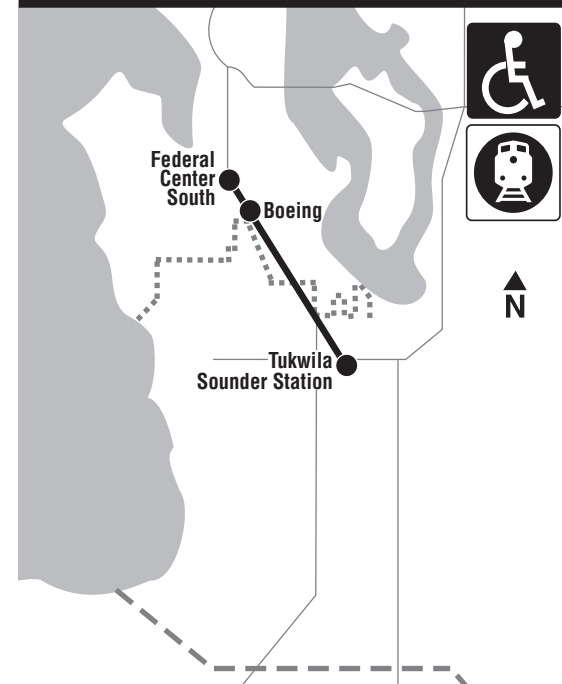 Federal
Center
South
Boeing
N
Tukwila
Sounder Station